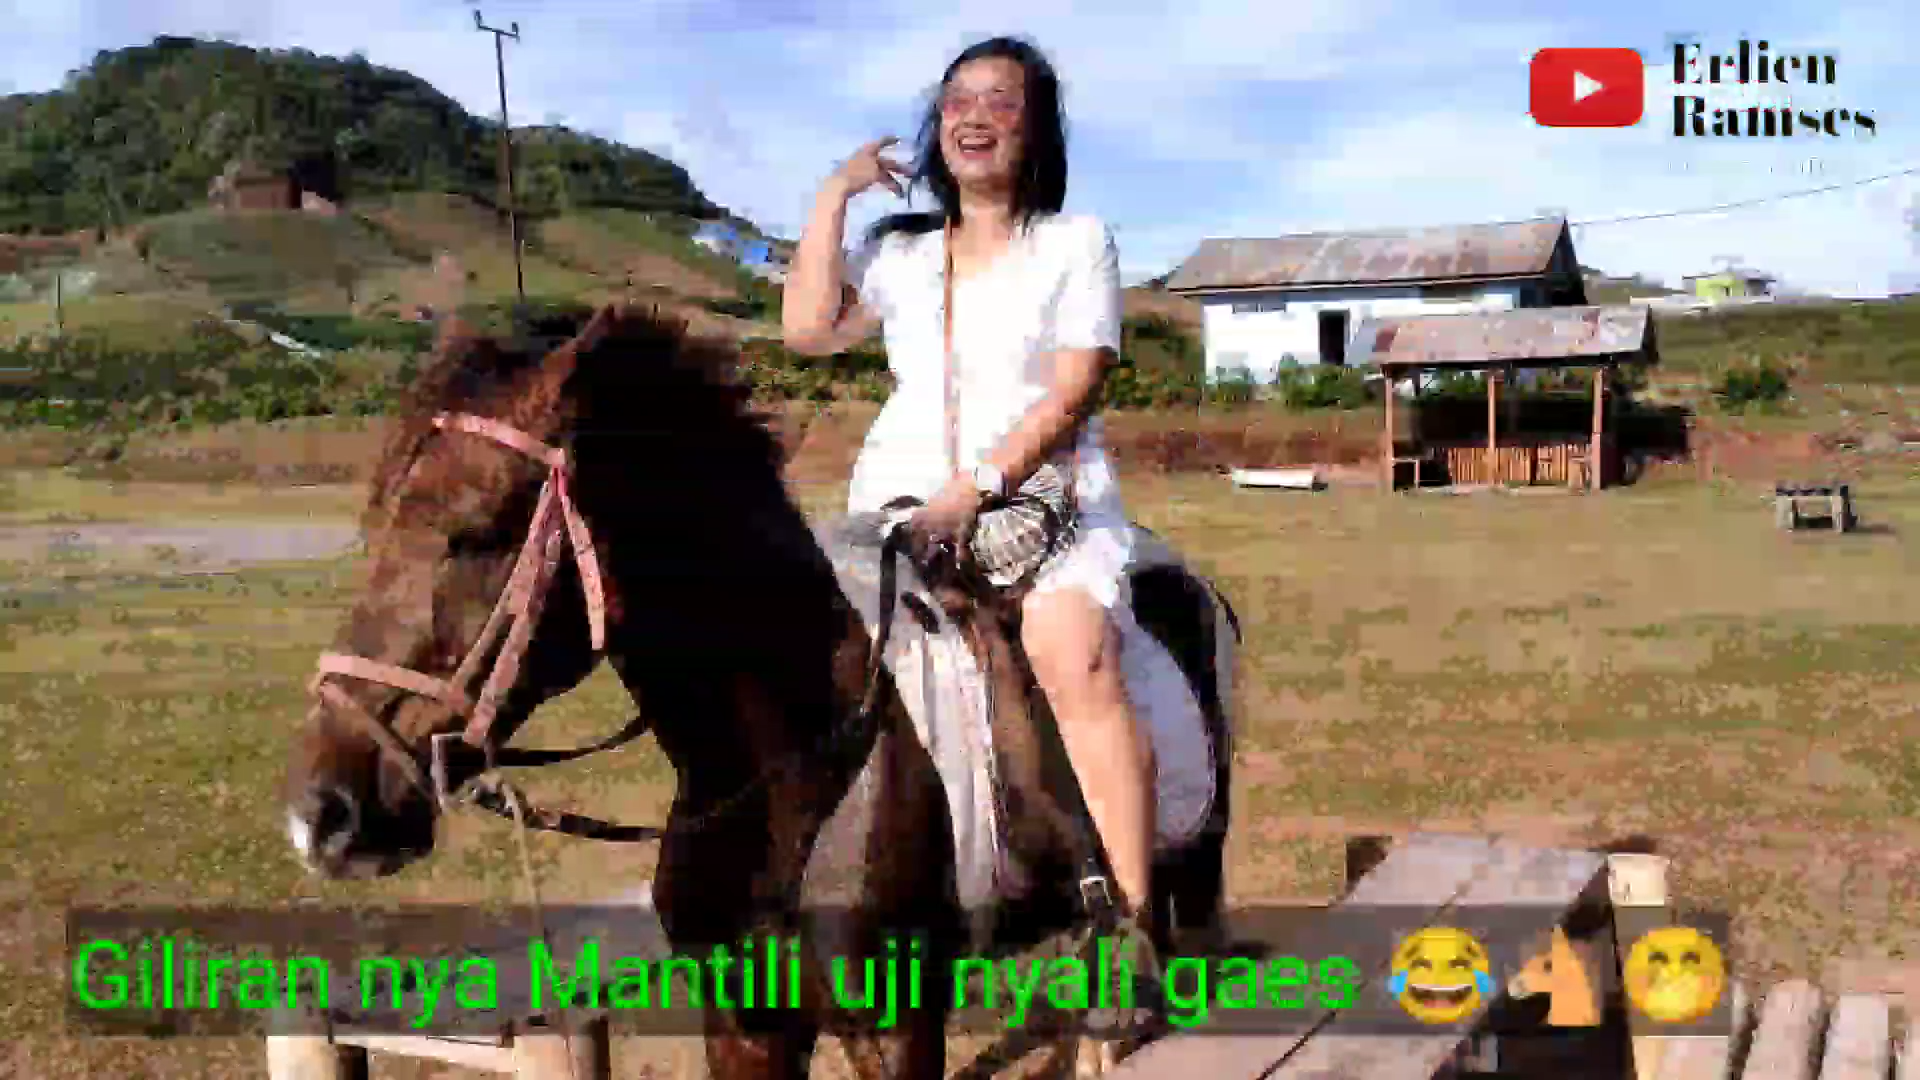 Erlien
Ramses
Giliran nya Mantili uji nyali gaes 😂🐴🤭